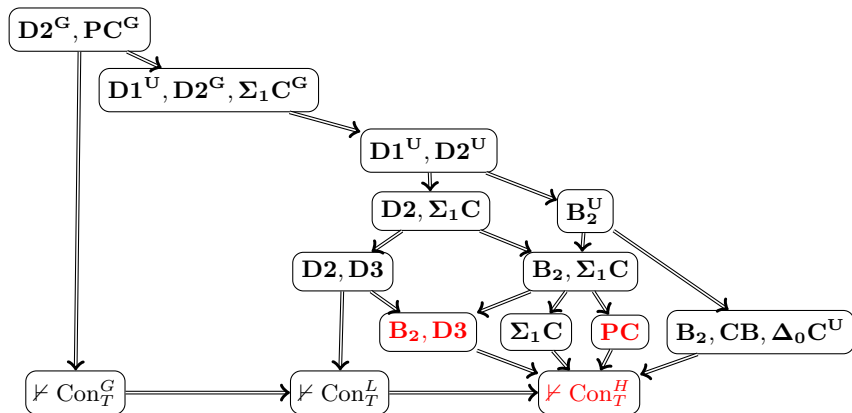 D2^G, PC^G
D1^U, D2^G, Σ₁C^G
D1^U, D2^U
D2, Σ₁C
B₂^U
D2, D3
B₂, Σ₁C
B₂, D3
Σ₁C
PC
B₂, CB, Δ₀C^U
⊬ Con_T^G
⊬ Con_T^L
⊬ Con_T^H